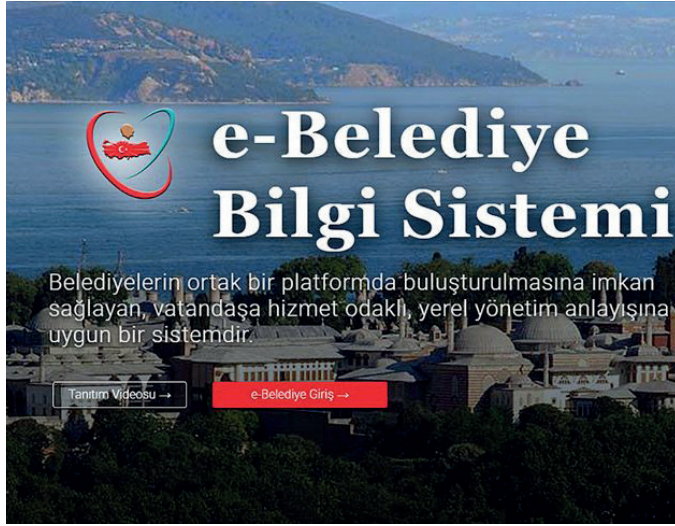 e-Belediye
Bilgi Sistemi
Belediyelerin ortak bir platformda buluşturulmasına imkan
sağlayan, vatandaşa hizmet odaklı, yerel yönetim anlayışına
uygun bir sistemdir.
Tanıtım Videosu → e-Belediye Giriş →